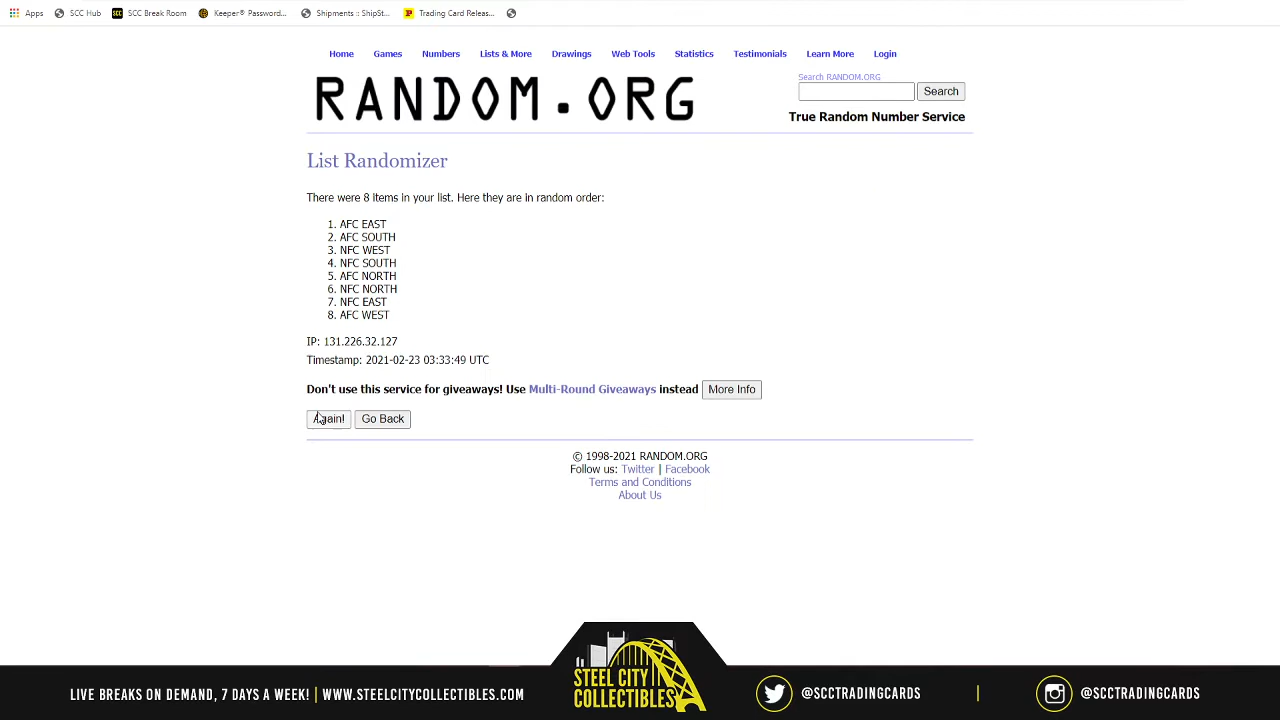 Apps SCC Hub SCC Break Room Keeper® Password... Shipments :: ShipSt... Trading Card Releas...
Home Games Numbers Lists & More Drawings Web Tools Statistics Testimonials Learn More Login
RANDOM.ORG
Search RANDOM.ORG
Search
True Random Number Service
List Randomizer
There were 8 items in your list. Here they are in random order:
1. AFC EAST
2. AFC SOUTH
3. NFC WEST
4. NFC SOUTH
5. AFC NORTH
6. NFC NORTH
7. NFC EAST
8. AFC WEST
IP: 131.226.32.127
Timestamp: 2021-02-23 03:33:49 UTC
Don't use this service for giveaways! Use Multi-Round Giveaways instead More Info
Again! Go Back
© 1998-2021 RANDOM.ORG
Follow us: Twitter | Facebook
Terms and Conditions
About Us
LIVE BREAKS ON DEMAND, 7 DAYS A WEEK! | WWW.STEELCITYCOLLECTIBLES.COM
STEEL CITY
COLLECTIBLES
@SCCTRADINGCARDS | @SCCTRADINGCARDS